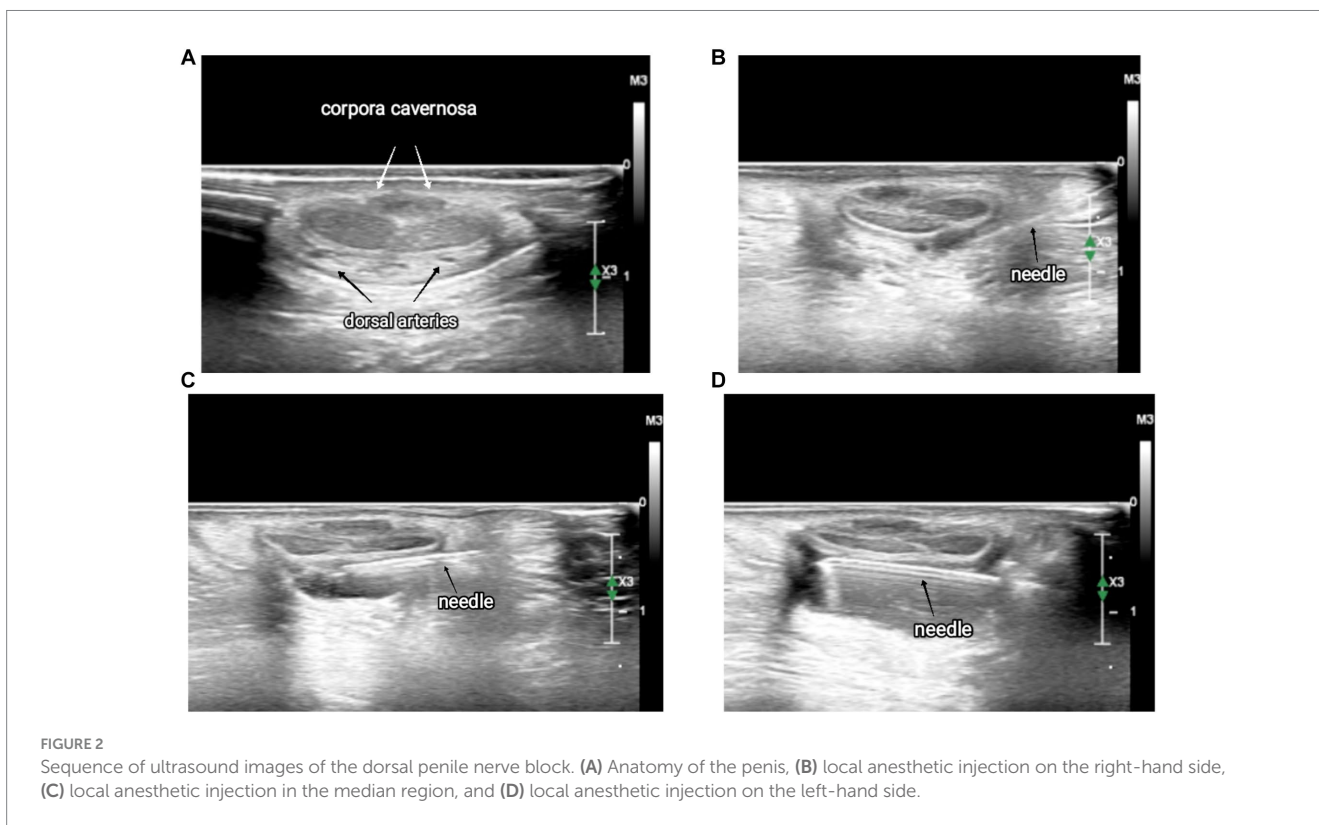 A
M3
corpora cavernosa
0
X3
1
dorsal arteries
B
M3
0
X3
needle
1
C
M3
0
X3
needle
1
D
M3
0
X3
1
needle
FIGURE 2
Sequence of ultrasound images of the dorsal penile nerve block. (A) Anatomy of the penis, (B) local anesthetic injection on the right-hand side,
(C) local anesthetic injection in the median region, and (D) local anesthetic injection on the left-hand side.